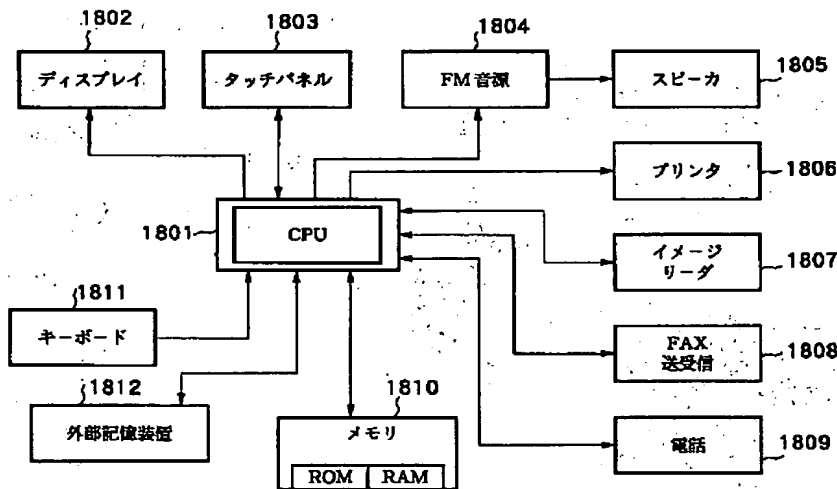 1802
1803
1804
ディスプレイ
タッチパネル
FM音源
スピーカ
1805
プリンタ
1806
1801
CPU
イメージ
リーダ
1807
1811
キーボード
FAX
送受信
1808
1812
外部記憶装置
1810
メモリ
ROM
RAM
電話
1809